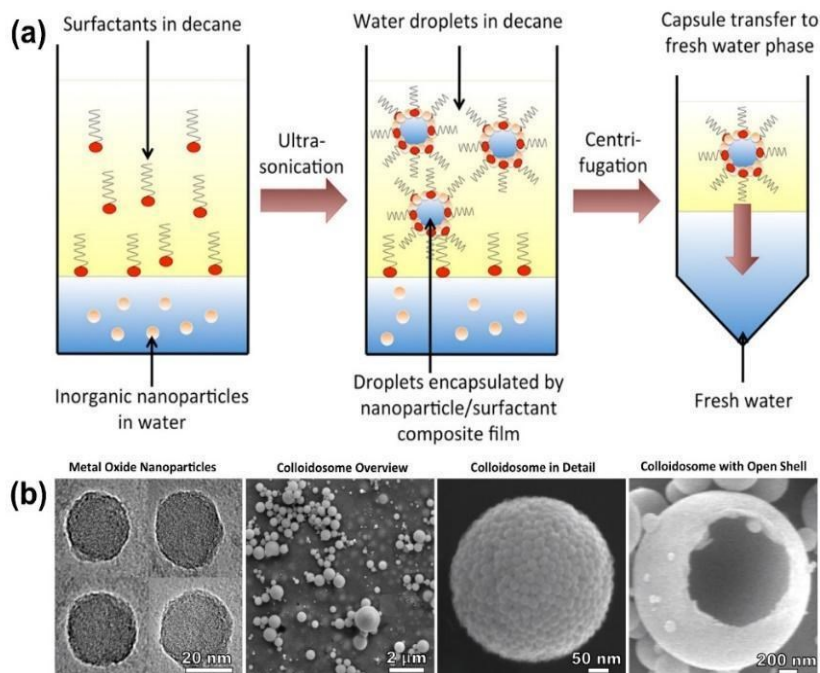 (a)
Surfactants in decane
Water droplets in decane
Capsule transfer to
fresh water phase
Ultra-
sonication
Centri-
fugation
Inorganic nanoparticles
in water
Droplets encapsulated by
nanoparticle/surfactant
composite film
Fresh water
(b)
Metal Oxide Nanoparticles
Colloidosome Overview
Colloidosome in Detail
Colloidosome with Open Shell
20 nm
2 µm
50 nm
200 nm